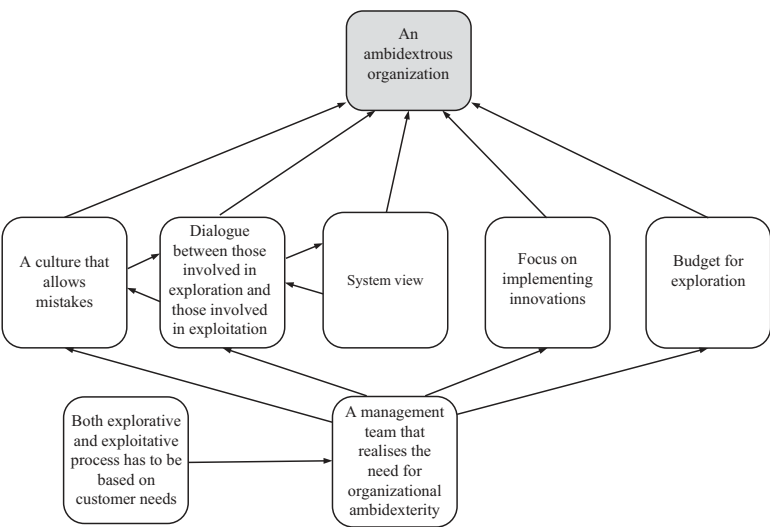 An
ambidextrous
organization
A culture that
allows
mistakes
Dialogue
between those
involved in
exploration and
those involved
in exploitation
System view
Focus on
implementing
innovations
Budget for
exploration
Both explorative
and exploitative
process has to be
based on
customer needs
A management
team that
realises the
need for
organizational
ambidexterity